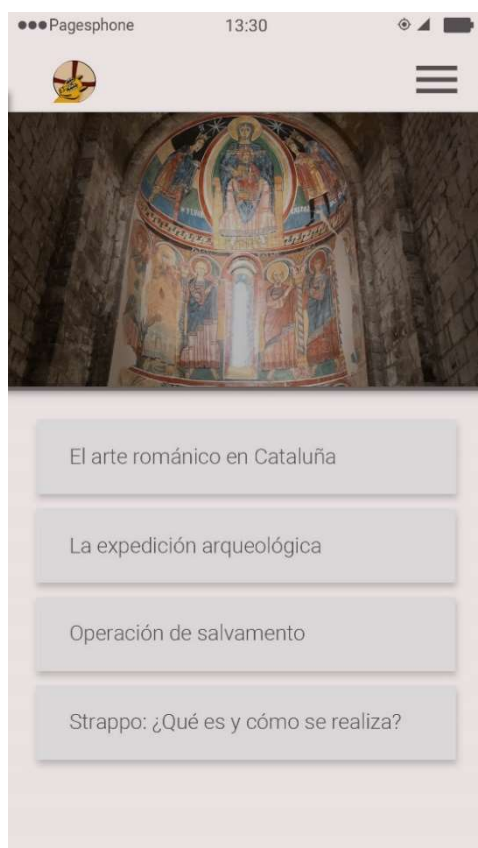 Pagesphone 13:30
El arte románico en Cataluña
La expedición arqueológica
Operación de salvamento
Strappo: ¿Qué es y cómo se realiza?